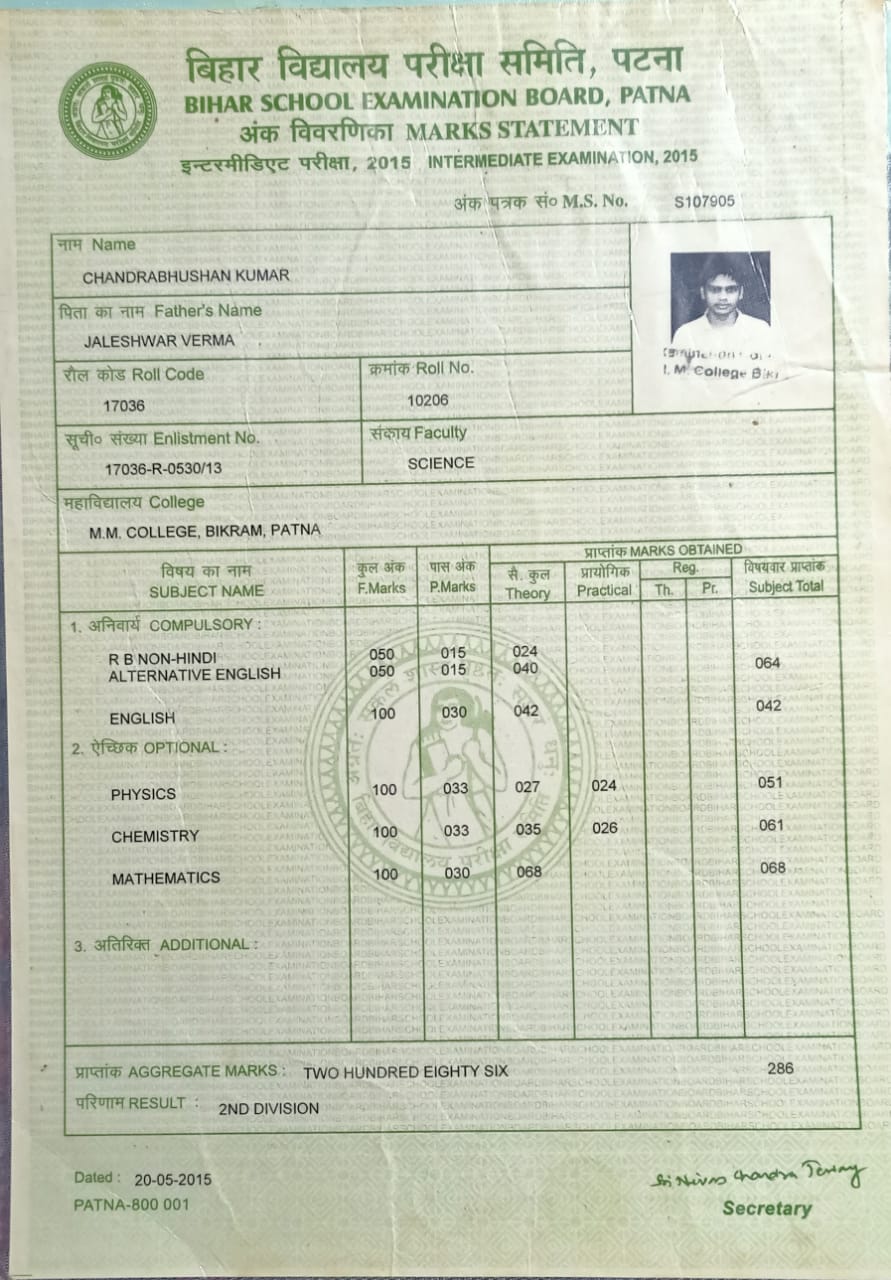 बिहार विद्यालय परीक्षा समिति, पटना
BIHAR SCHOOL EXAMINATION BOARD, PATNA
अंक विवरणिका MARKS STATEMENT
इन्टरमीडिएट परीक्षा, 2015 INTERMEDIATE EXAMINATION, 2015
अंक पत्रक सं० M.S. No. S107905
नाम Name
CHANDRABHUSHAN KUMAR
पिता का नाम Father's Name
JALESHWAR VERMA
I. M. College
रौल कोड Roll Code क्रमांक Roll No.
17036 10206
सूची० संख्या Enlistment No. संकाय Faculty
17036-R-0530/13 SCIENCE
महाविद्यालय College
M.M. COLLEGE, BIKRAM, PATNA
प्राप्तांक MARKS OBTAINED
विषय का नाम कुल अंक पास अंक सै. कुल प्रायोगिक Reg. विषयवार प्राप्तांक
SUBJECT NAME F.Marks P.Marks Theory Practical Th. Pr. Subject Total
1. अनिवार्य COMPULSORY :
R B NON-HINDI 050 015 024
ALTERNATIVE ENGLISH 050 015 040 064
ENGLISH 100 030 042 042
2. ऐच्छिक OPTIONAL :
PHYSICS 100 033 027 024 051
CHEMISTRY 100 033 035 026 061
MATHEMATICS 100 030 068 068
3. अतिरिक्त ADDITIONAL :
प्राप्तांक AGGREGATE MARKS : TWO HUNDRED EIGHTY SIX 286
परिणाम RESULT : 2ND DIVISION
Dated : 20-05-2015
PATNA-800 001
Secretary